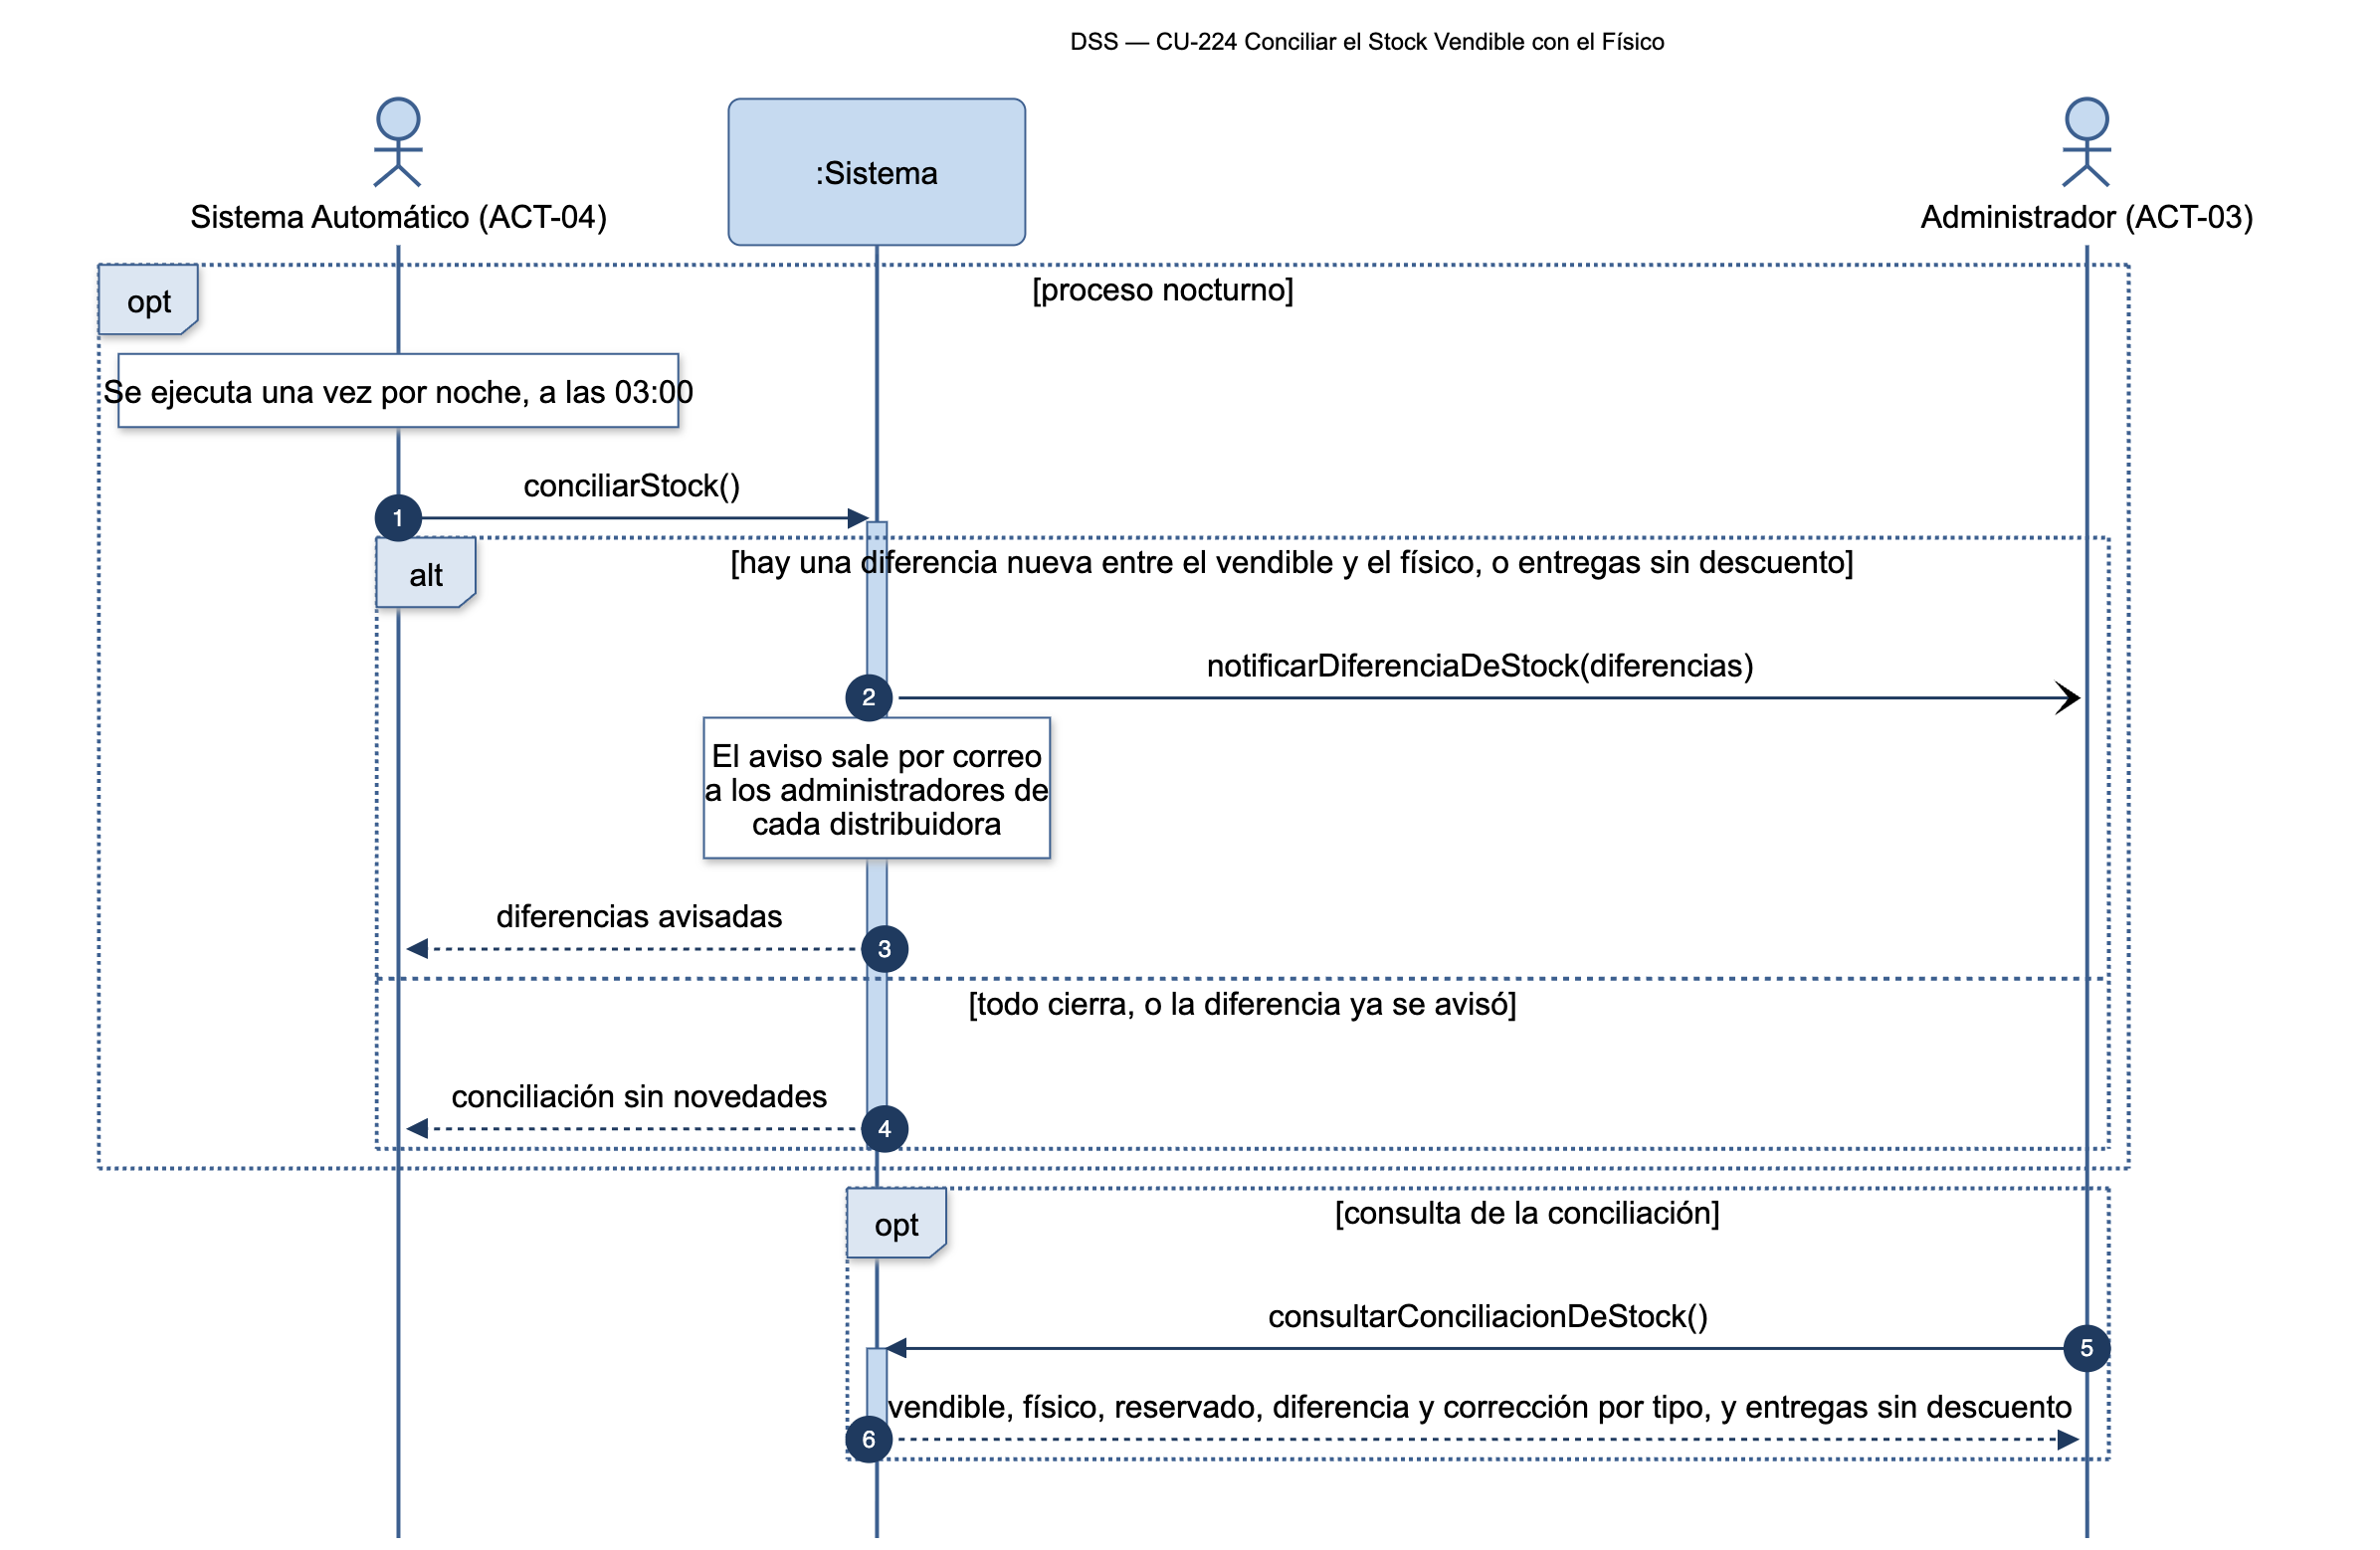 DSS — CU-224 Conciliar el Stock Vendible con el Físico
Sistema Automático (ACT-04)
:Sistema
Administrador (ACT-03)
opt
[proceso nocturno]
Se ejecuta una vez por noche, a las 03:00
conciliarStock()
1
alt
[hay una diferencia nueva entre el vendible y el físico, o entregas sin descuento]
notificarDiferenciaDeStock(diferencias)
2
El aviso sale por correo
a los administradores de
cada distribuidora
diferencias avisadas
3
[todo cierra, o la diferencia ya se avisó]
conciliación sin novedades
4
opt
[consulta de la conciliación]
consultarConciliacionDeStock()
5
vendible, físico, reservado, diferencia y corrección por tipo, y entregas sin descuento
6